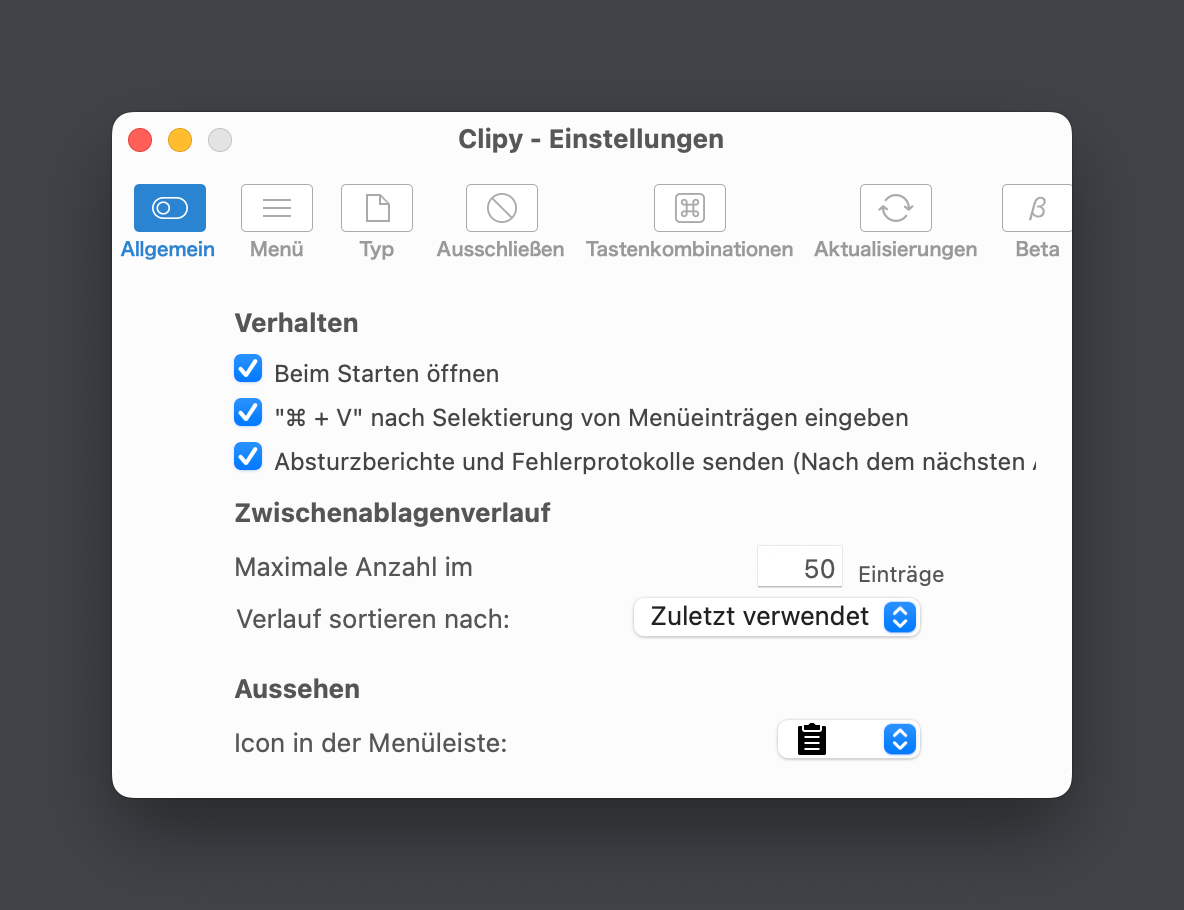 Clipy - Einstellungen
Allgemein Menü Typ Ausschließen Tastenkombinationen Aktualisierungen Beta
Verhalten
Beim Starten öffnen
"⌘ + V" nach Selektierung von Menüeinträgen eingeben
Absturzberichte und Fehlerprotokolle senden (Nach dem nächsten
Zwischenablagenverlauf
Maximale Anzahl im 50 Einträge
Verlauf sortieren nach: Zuletzt verwendet
Aussehen
Icon in der Menüleiste: